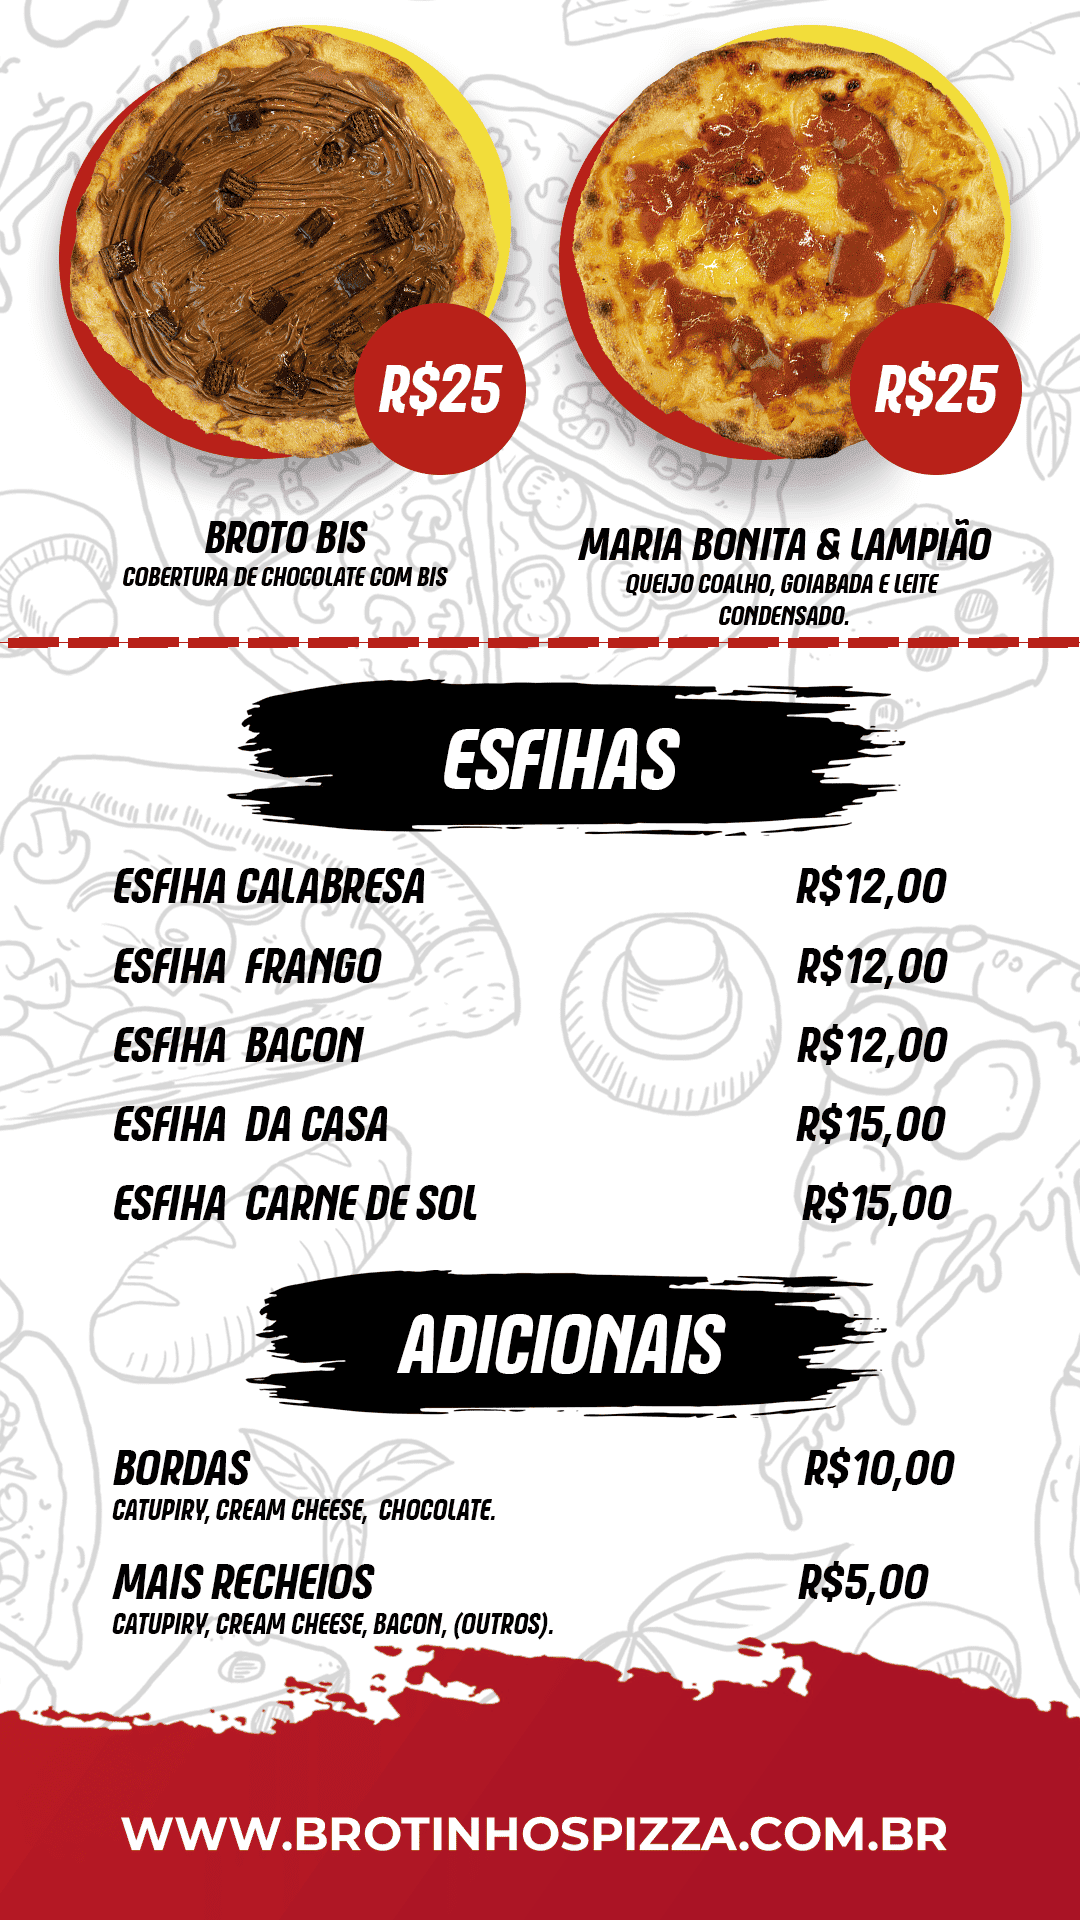 R$25
R$25
BROTO BIS
COBERTURA DE CHOCOLATE COM BIS
MARIA BONITA & LAMPIÃO
QUEIJO COALHO, GOIABADA E LEITE
CONDENSADO.
ESFIHAS
ESFIHA CALABRESA R$12,00
ESFIHA FRANGO R$12,00
ESFIHA BACON R$12,00
ESFIHA DA CASA R$15,00
ESFIHA CARNE DE SOL R$15,00
ADICIONAIS
BORDAS R$10,00
CATUPIRY, CREAM CHEESE, CHOCOLATE.
MAIS RECHEIOS R$5,00
CATUPIRY, CREAM CHEESE, BACON, (OUTROS).
WWW.BROTINHOSPIZZA.COM.BR